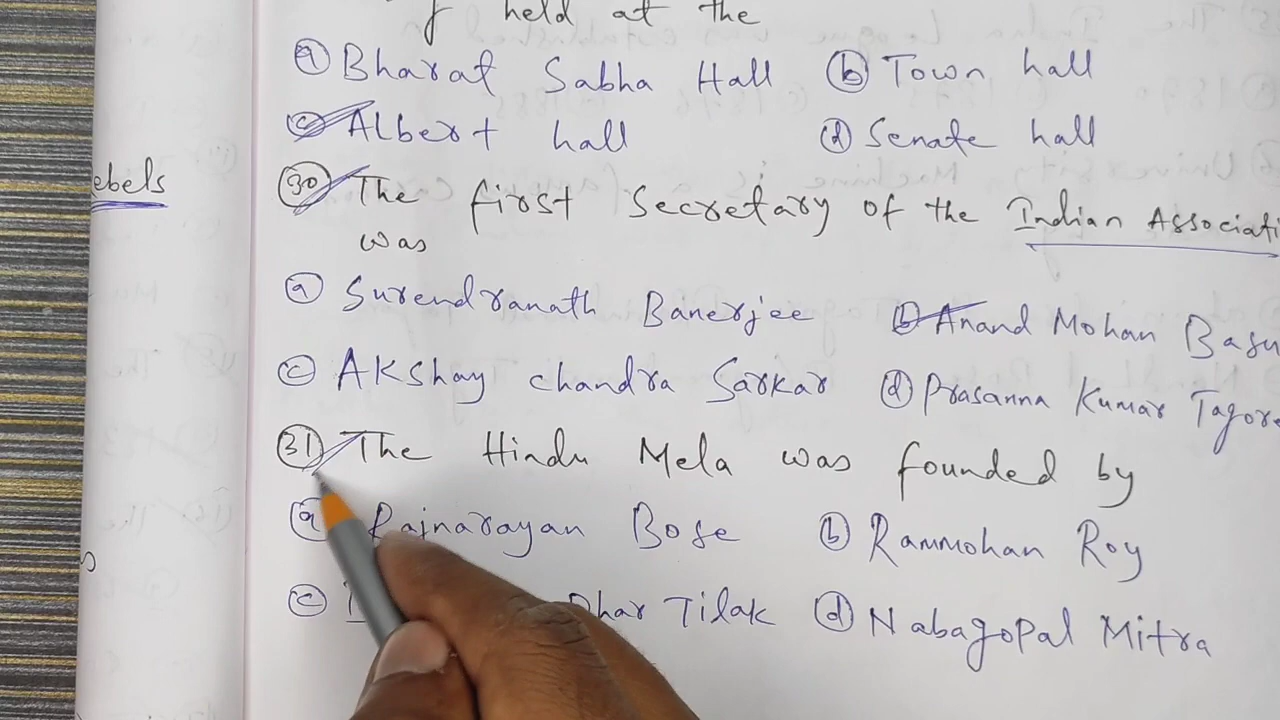 held at the
ⓐ Bharat Sabha Hall ⓑ Town hall
ⓒ Albert hall ⓓ Senate hall
ebels
30 The first Secretary of the Indian Associati
was
ⓐ Surendranath Banerjee ⓑ Anand Mohan Basu
ⓒ Akshay chandra Sarkar ⓓ Prasanna Kumar Tagore
31 The Hindu Mela was founded by
ⓐ Rajnarayan Bose ⓑ Rammohan Roy
ⓒ Dhar Tilak ⓓ Nabagopal Mitra